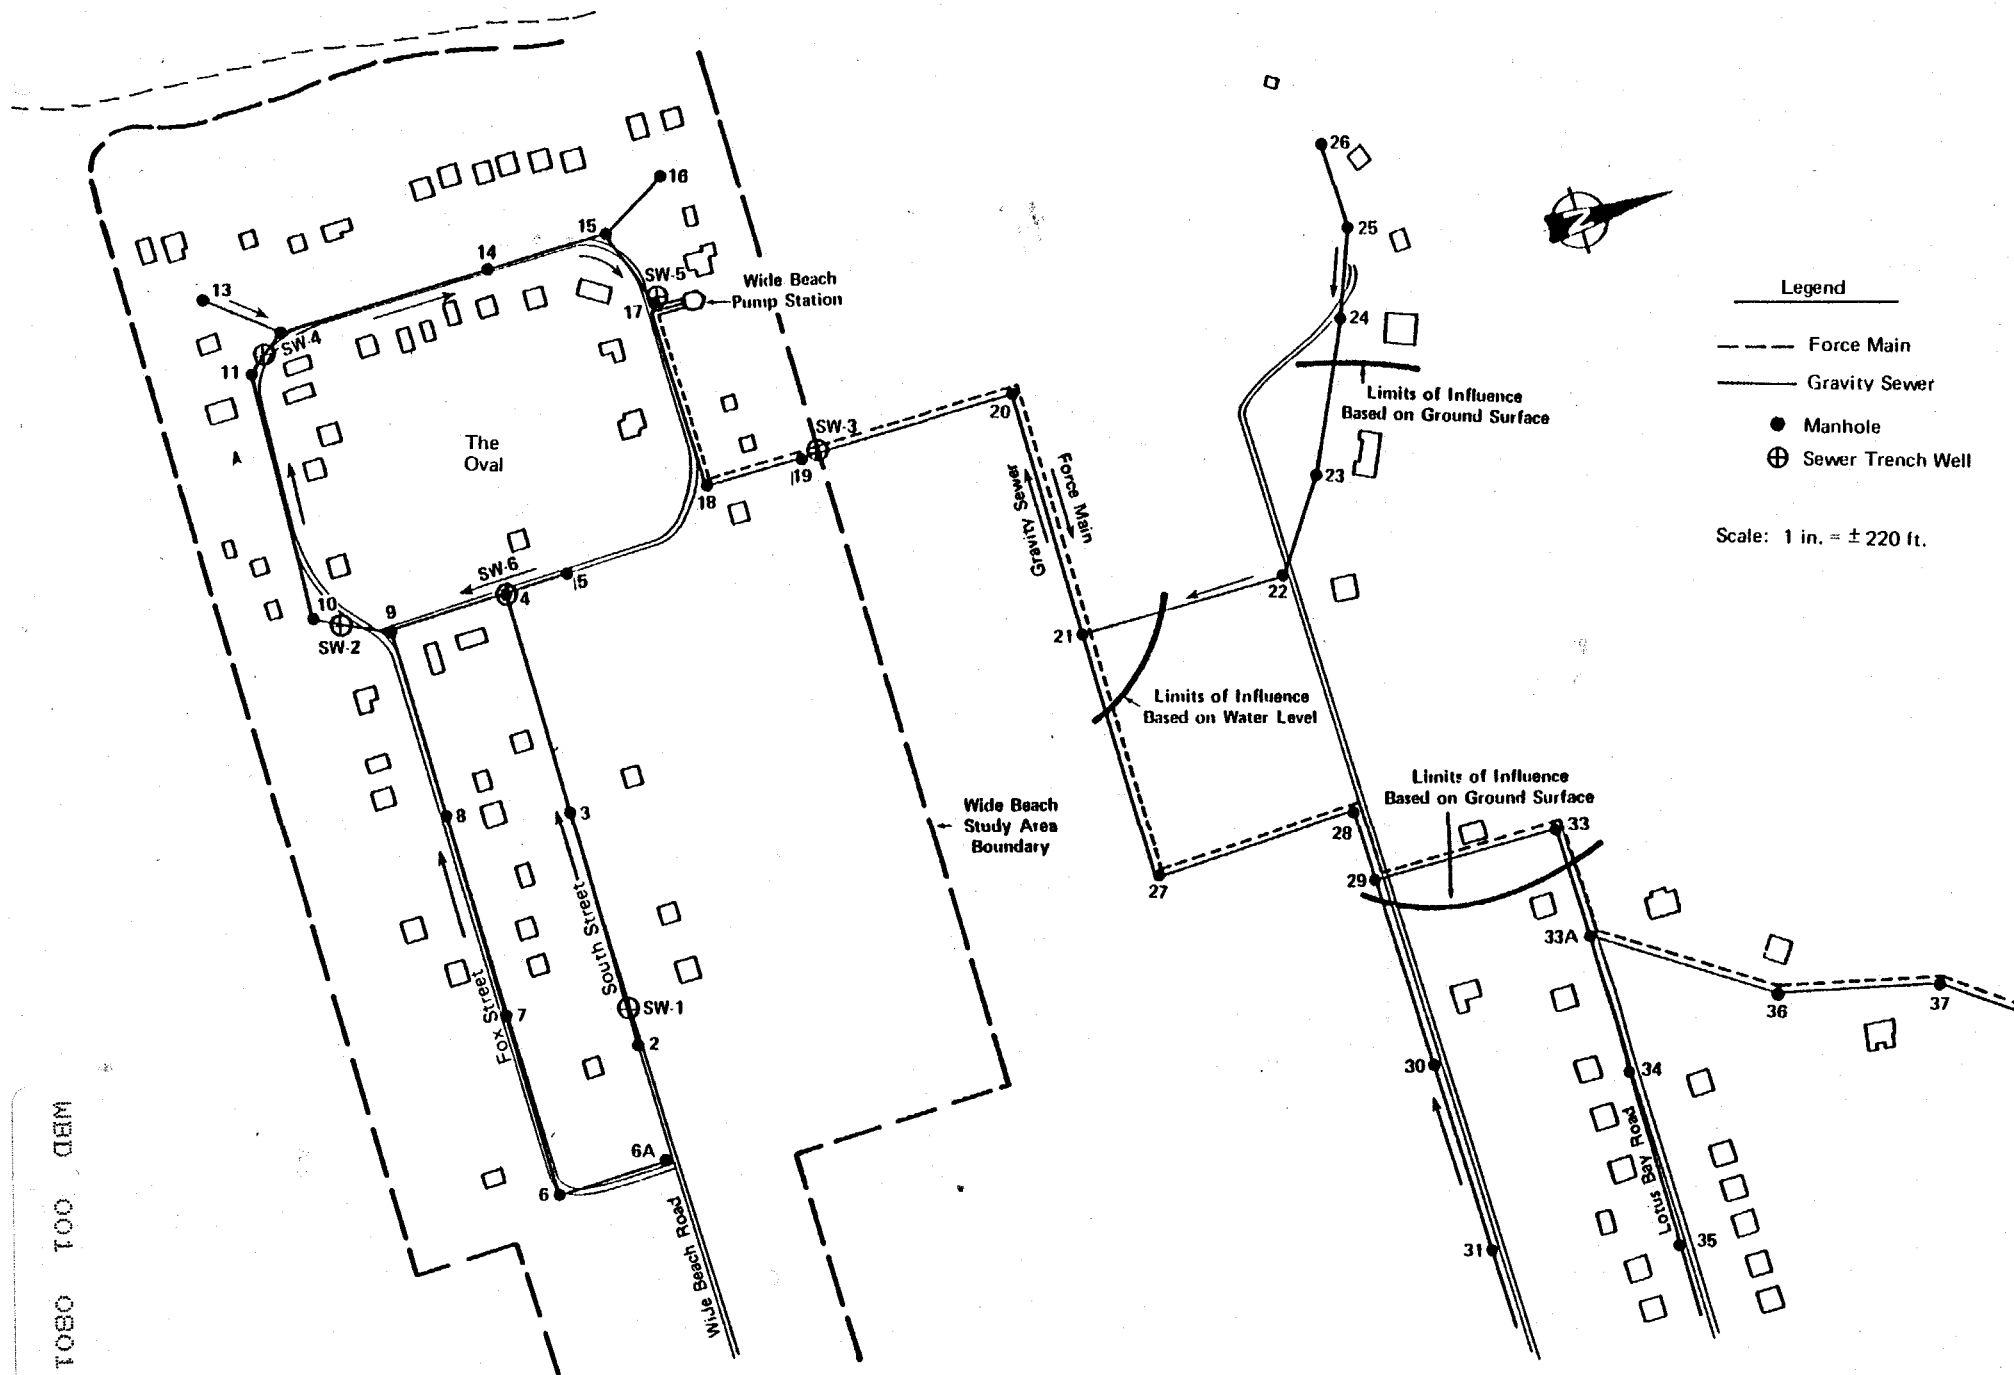 26
16
25
15
14
SW-5
13
Wide Beach
Pump Station
17
24
SW-4
11
N
Legend
Force Main
Gravity Sewer
Manhole
Sewer Trench Well
Scale: 1 in. = ± 220 ft.
Limits of Influence
Based on Ground Surface
20
SW-3
The
Oval
19
18
23
Force Main
Gravity Sewer
SW-6
5
4
22
10
9
SW-2
21
Limits of Influence
Based on Water Level
Limits of Influence
Based on Ground Surface
8
3
Wide Beach
Study Area
Boundary
28
33
27
29
33A
South Street
Fox Street
7
SW-1
2
36
37
30
34
6A
6
Wide Beach Road
Lotus Bay Road
31
35
WBD 001 0801